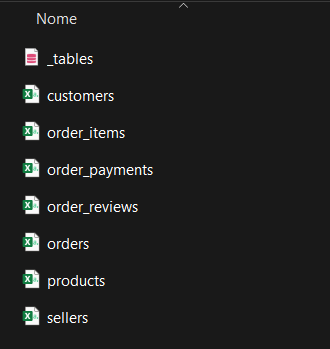 Nome
_tables
customers
order_items
order_payments
order_reviews
orders
products
sellers